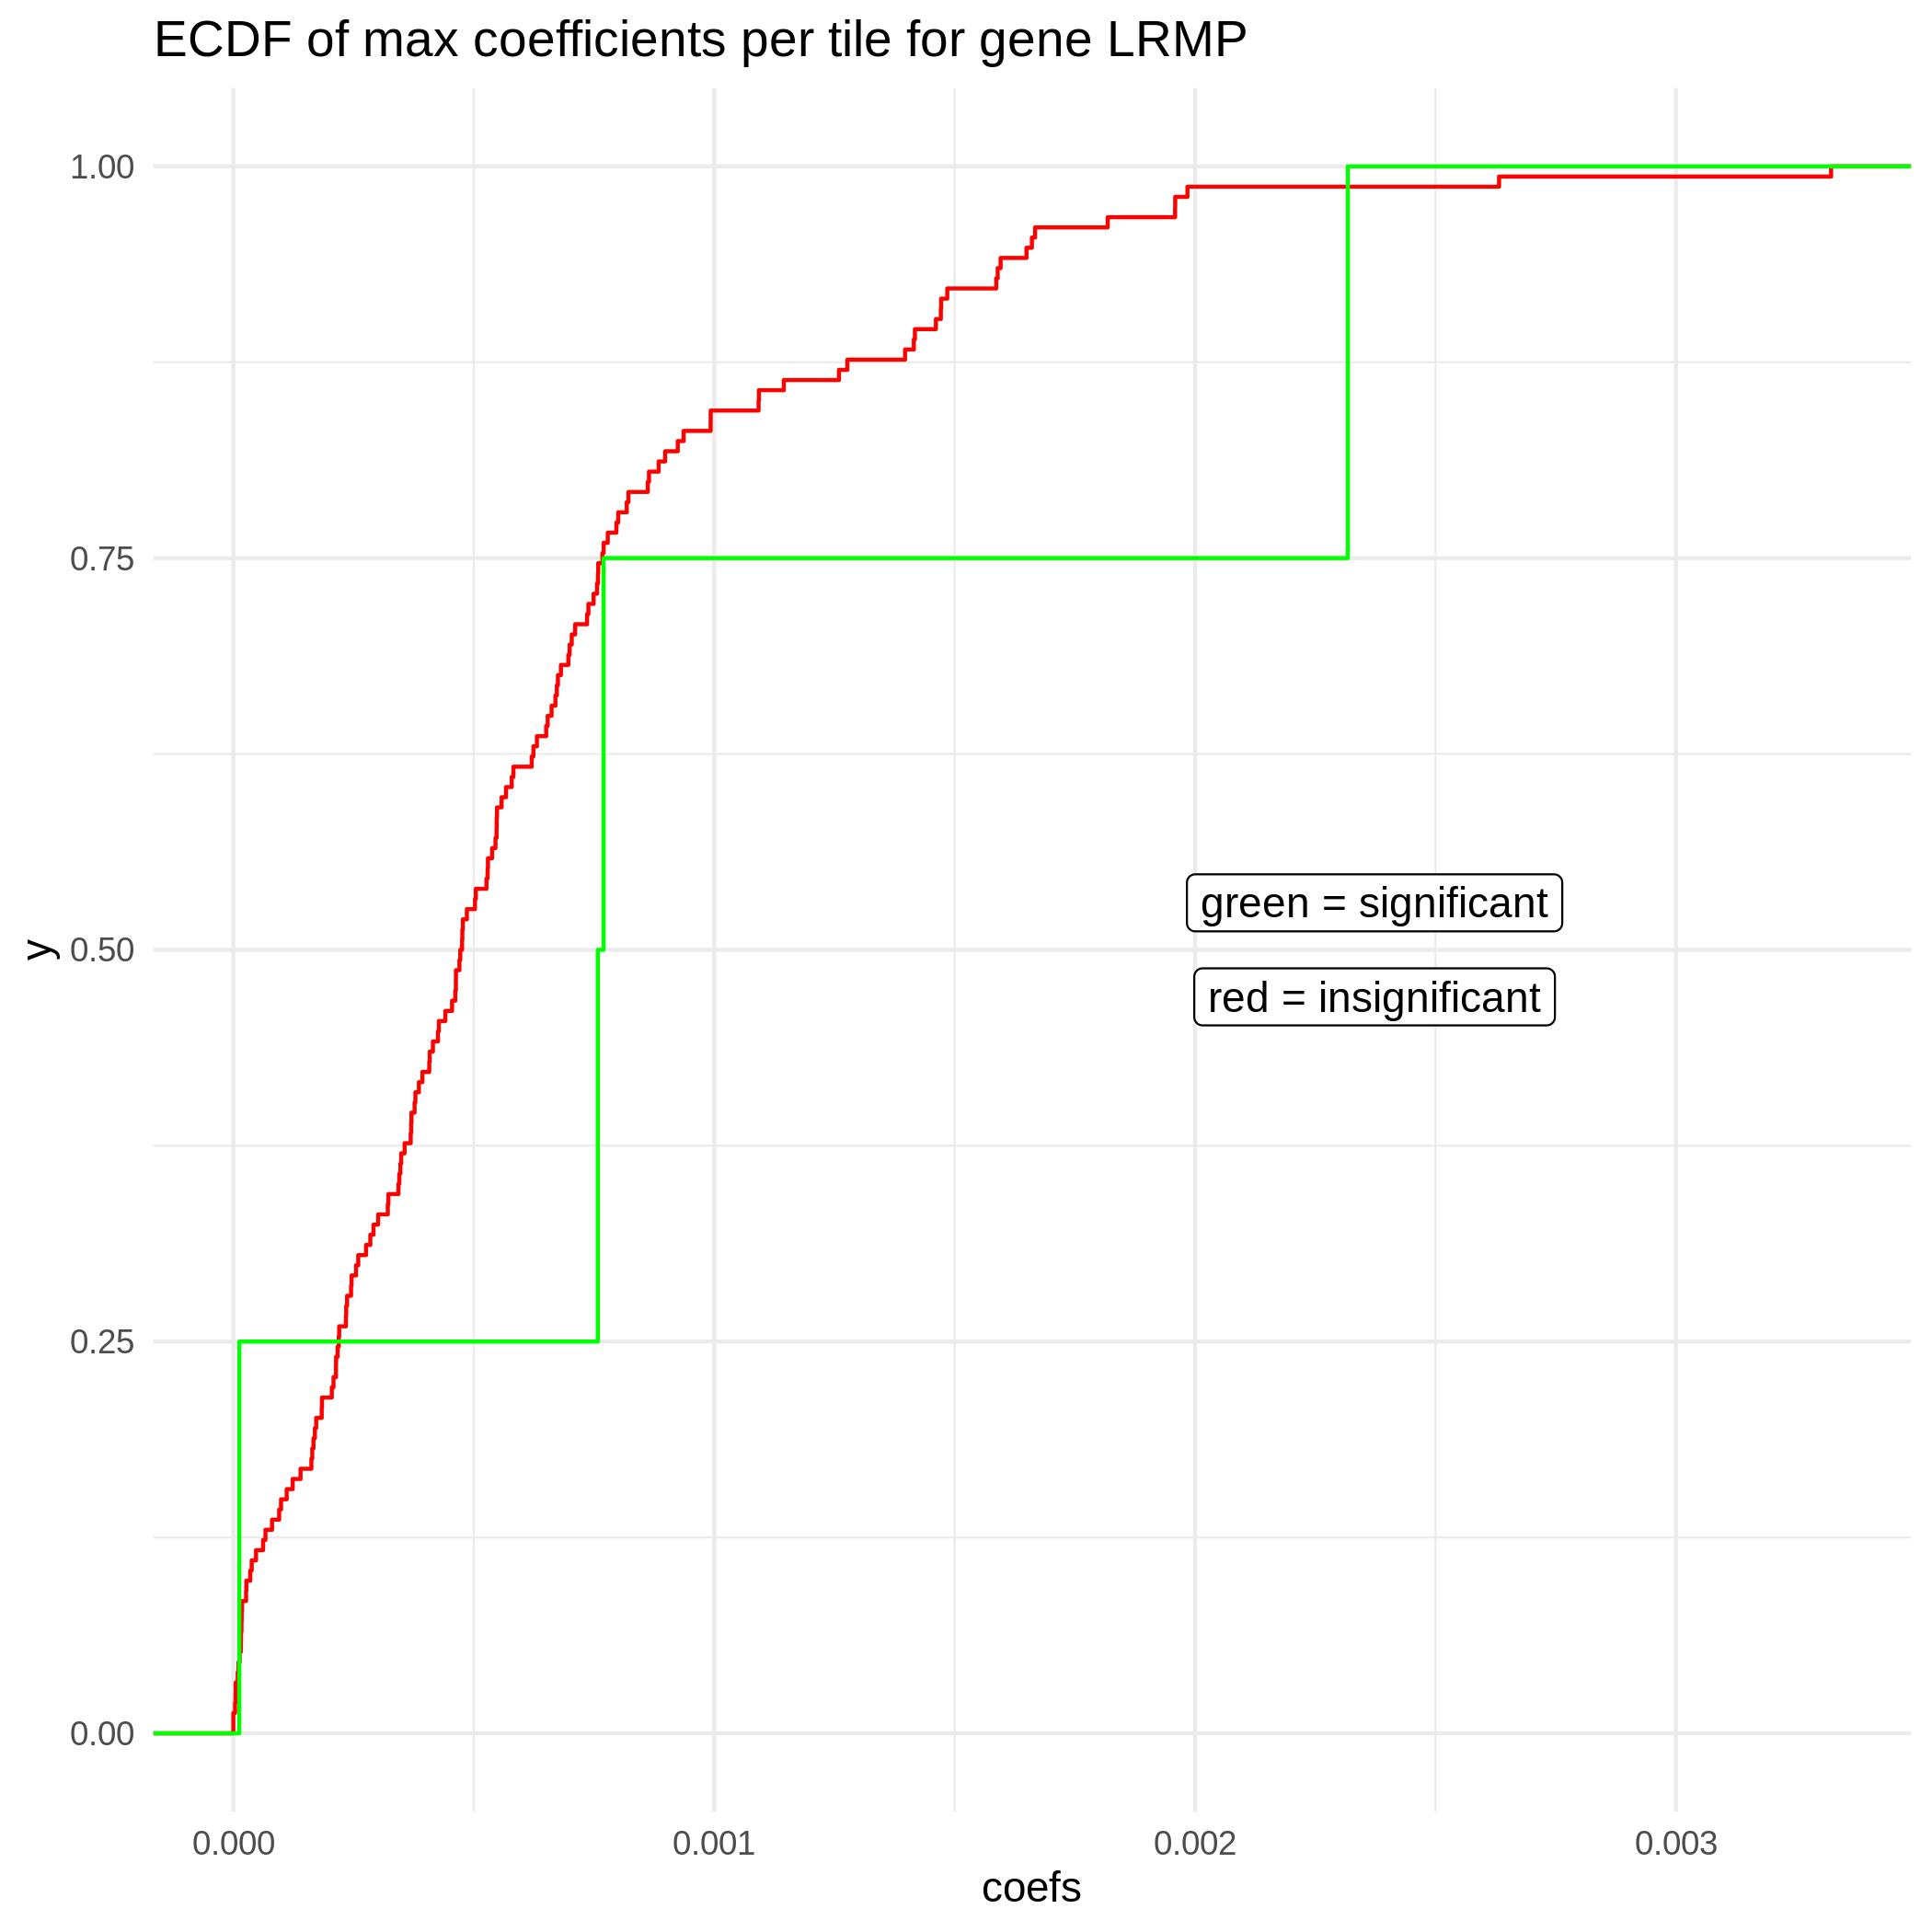 ECDF of max coefficients per tile for gene LRMP
1.00
0.75
0.50
0.25
0.00
y
green = significant
red = insignificant
0.000 0.001 0.002 0.003
coefs